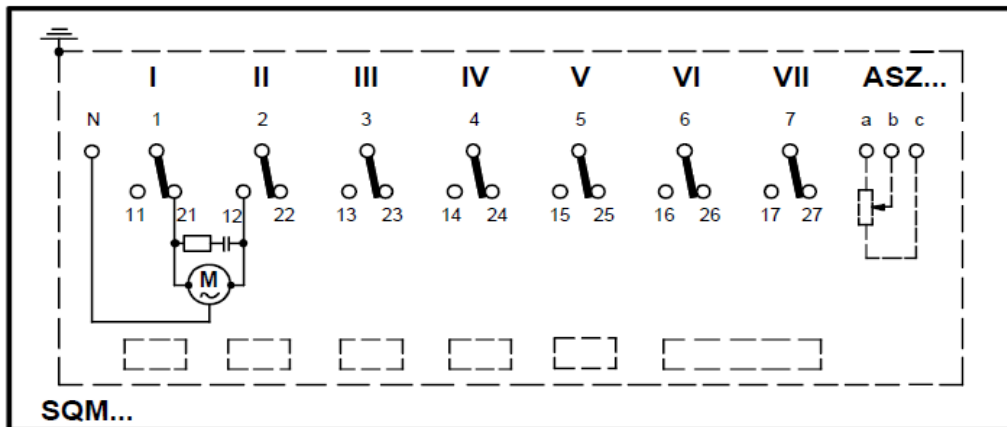 I II III IV V VI VII ASZ...
N 1 2 3 4 5 6 7 a b c
11 21 12 22 13 23 14 24 15 25 16 26 17 27
M
~
SQM...